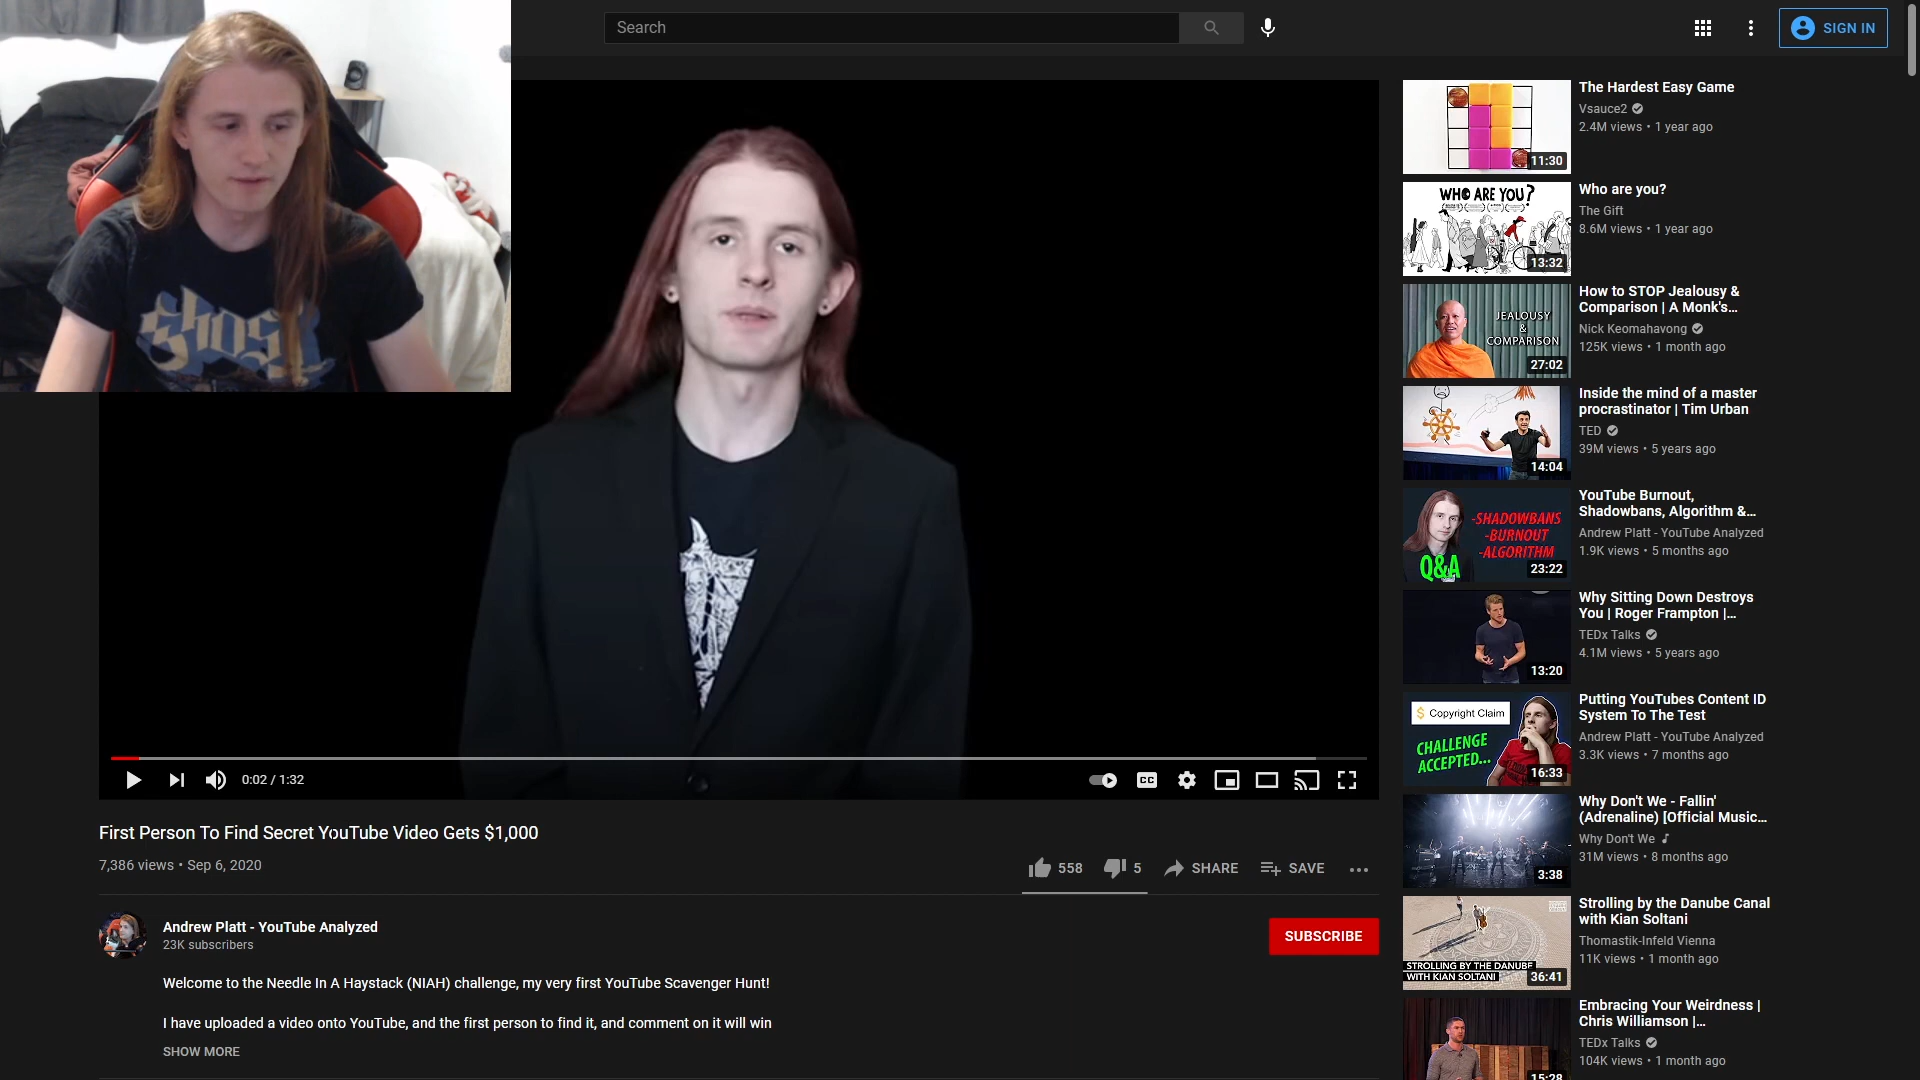 Search
SIGN IN
Ghost
0:02 / 1:32
CC
First Person To Find Secret YouTube Video Gets $1,000
7,386 views • Sep 6, 2020
558
5
SHARE
SAVE
Andrew Platt - YouTube Analyzed
23K subscribers
SUBSCRIBE
Welcome to the Needle In A Haystack (NIAH) challenge, my very first YouTube Scavenger Hunt!
I have uploaded a video onto YouTube, and the first person to find it, and comment on it will win
SHOW MORE
11:30
The Hardest Easy Game
Vsauce2
2.4M views • 1 year ago
WHO ARE YOU?
13:32
Who are you?
The Gift
8.6M views • 1 year ago
JEALOUSY
&
COMPARISON
27:02
How to STOP Jealousy &
Comparison | A Monk's...
Nick Keomahavong
125K views • 1 month ago
14:04
Inside the mind of a master
procrastinator | Tim Urban
TED
39M views • 5 years ago
-SHADOWBANS
-BURNOUT
-ALGORITHM
Q&A
23:22
YouTube Burnout,
Shadowbans, Algorithm &...
Andrew Platt - YouTube Analyzed
1.9K views • 5 months ago
13:20
Why Sitting Down Destroys
You | Roger Frampton |...
TEDx Talks
4.1M views • 5 years ago
$ Copyright Claim
CHALLENGE
ACCEPTED...
16:33
Putting YouTubes Content ID
System To The Test
Andrew Platt - YouTube Analyzed
3.3K views • 7 months ago
3:38
Why Don't We - Fallin'
(Adrenaline) [Official Music...
Why Don't We
31M views • 8 months ago
STROLLING BY THE DANUBE
WITH KIAN SOLTANI
36:41
Strolling by the Danube Canal
with Kian Soltani
Thomastik-Infeld Vienna
11K views • 1 month ago
15:28
Embracing Your Weirdness |
Chris Williamson |...
TEDx Talks
104K views • 1 month ago